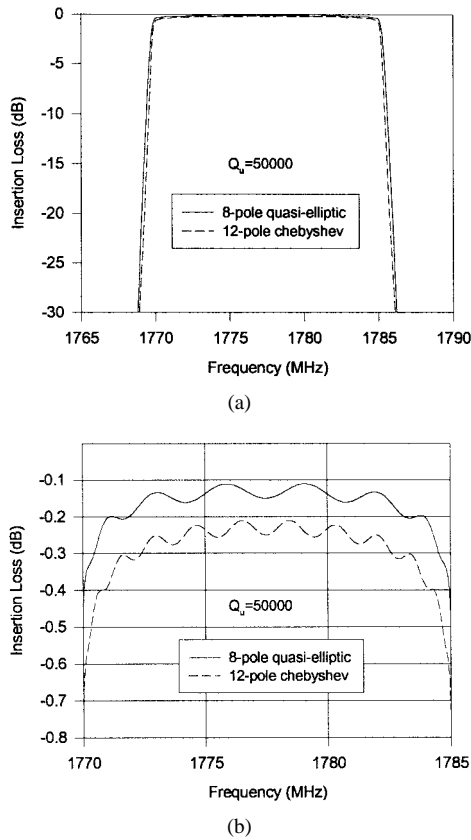 0
-5
-10
-15
-20
-25
-30
Insertion Loss (dB)
Qu=50000
8-pole quasi-elliptic
12-pole chebyshev
1765 1770 1775 1780 1785 1790
Frequency (MHz)
(a)
-0.1
-0.2
-0.3
-0.4
-0.5
-0.6
-0.7
-0.8
Insertion Loss (dB)
Qu=50000
8-pole quasi-elliptic
12-pole chebyshev
1770 1775 1780 1785
Frequency (MHz)
(b)